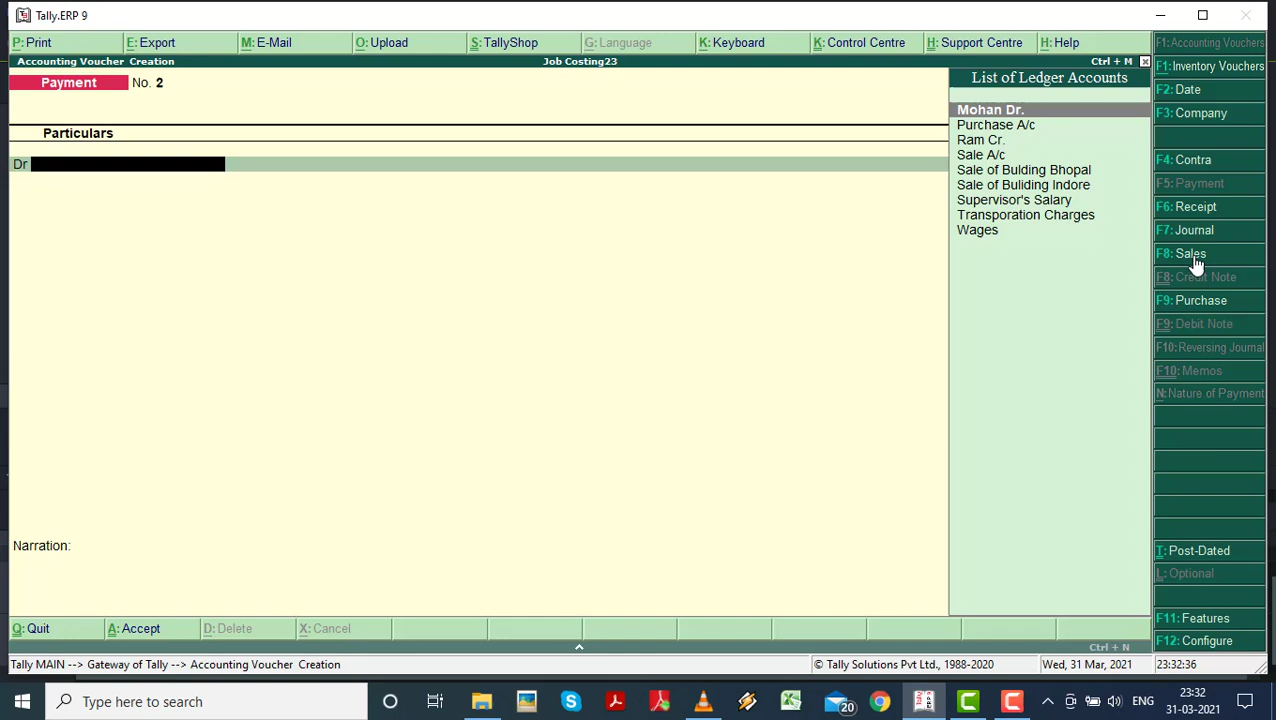 Tally.ERP 9
P: Print E: Export M: E-Mail O: Upload S: TallyShop G: Language K: Keyboard K: Control Centre H: Support Centre H: Help
Accounting Voucher Creation Job Costing23 Ctrl + M
Payment No. 2
Particulars
Dr
List of Ledger Accounts
Mohan Dr.
Purchase A/c
Ram Cr.
Sale A/c
Sale of Bulding Bhopal
Sale of Buliding Indore
Supervisor's Salary
Transporation Charges
Wages
F1: Accounting Vouchers
F1: Inventory Vouchers
F2: Date
F3: Company
F4: Contra
F5: Payment
F6: Receipt
F7: Journal
F8: Sales
F8: Credit Note
F9: Purchase
F9: Debit Note
F10: Reversing Journal
F10: Memos
N: Nature of Payment
T: Post-Dated
L: Optional
F11: Features
F12: Configure
Narration:
Q: Quit A: Accept D: Delete X: Cancel
Ctrl + N
Tally MAIN --> Gateway of Tally --> Accounting Voucher Creation © Tally Solutions Pvt Ltd., 1988-2020 Wed, 31 Mar, 2021 23:32:36
Type here to search 20 ENG 23:32
31-03-2021